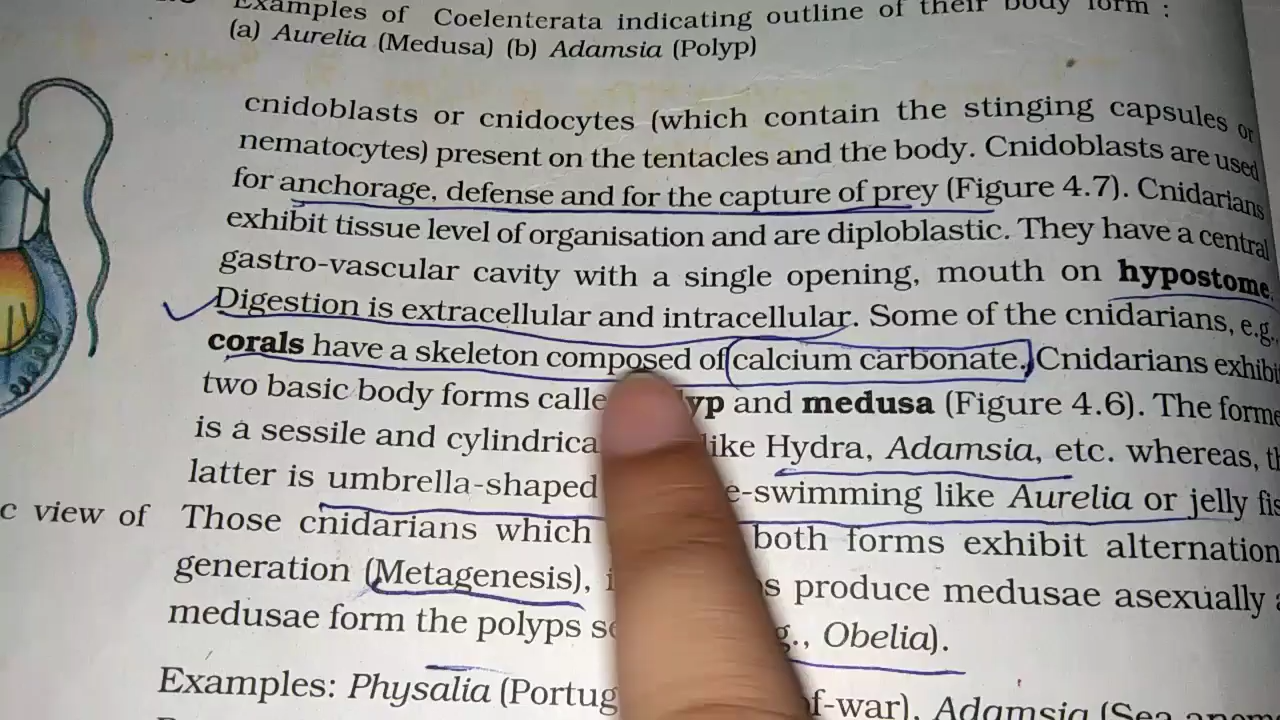 Examples of Coelenterata indicating outline of their body form :
(a) Aurelia (Medusa) (b) Adamsia (Polyp)
cnidoblasts or cnidocytes (which contain the stinging capsules or
nematocytes) present on the tentacles and the body. Cnidoblasts are used
for anchorage, defense and for the capture of prey (Figure 4.7). Cnidarians
exhibit tissue level of organisation and are diploblastic. They have a central
gastro-vascular cavity with a single opening, mouth on hypostome.
Digestion is extracellular and intracellular. Some of the cnidarians, e.g.,
corals have a skeleton composed of calcium carbonate. Cnidarians exhibi
two basic body forms calle yp and medusa (Figure 4.6). The forme
is a sessile and cylindrica like Hydra, Adamsia, etc. whereas, th
latter is umbrella-shaped e-swimming like Aurelia or jelly fis
c view of Those cnidarians which both forms exhibit alternation
generation (Metagenesis), i s produce medusae asexually a
medusae form the polyps se g., Obelia).
Examples: Physalia (Portug f-war), Adamsia (Sea anem